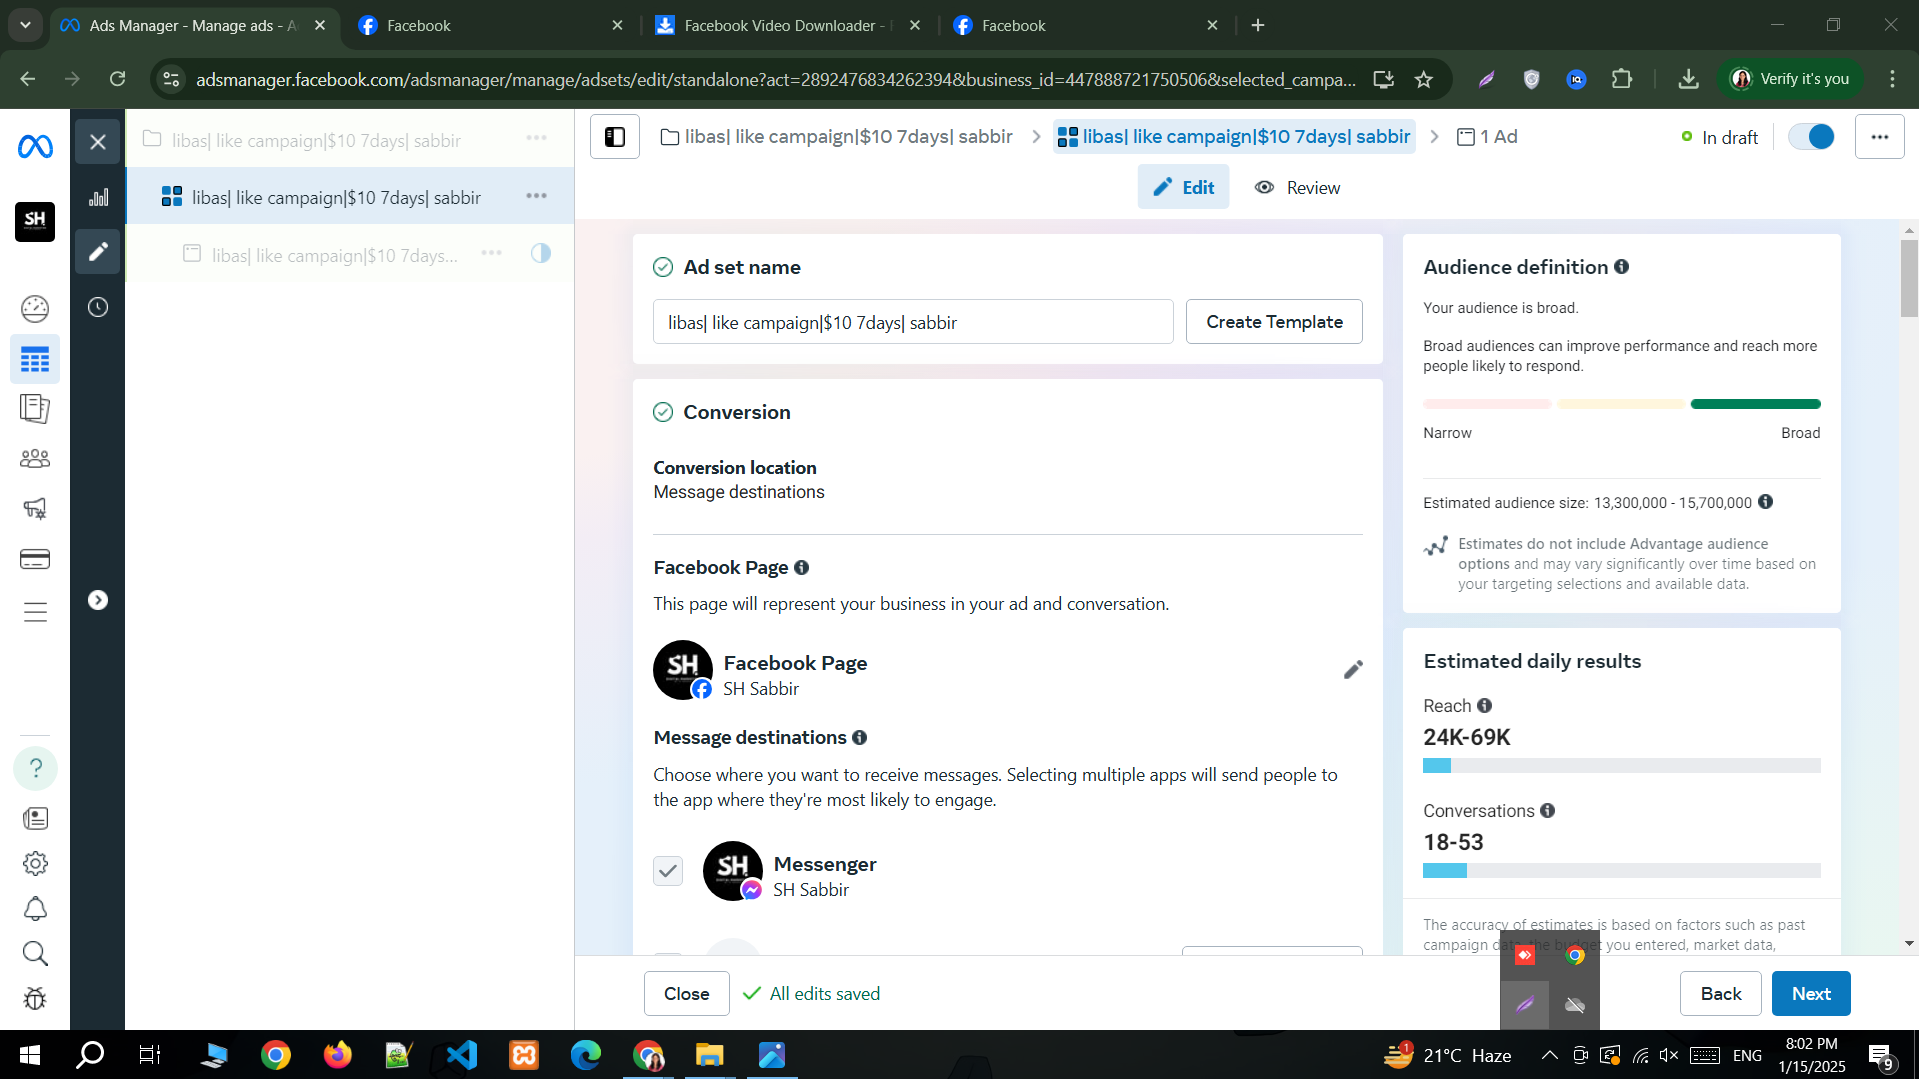 Ads Manager - Manage ads - A
Facebook
Facebook Video Downloader -
Facebook
adsmanager.facebook.com/adsmanager/manage/adsets/edit/standalone?act=2892476834262394&business_id=447888721750506&selected_campa...
Verify it's you
libas| like campaign|$10 7days| sabbir
libas| like campaign|$10 7days| sabbir
libas| like campaign|$10 7days...
libas| like campaign|$10 7days| sabbir
libas| like campaign|$10 7days| sabbir
1 Ad
In draft
Edit
Review
SH
Ad set name
libas| like campaign|$10 7days| sabbir
Create Template
Conversion
Conversion location
Message destinations
Facebook Page
This page will represent your business in your ad and conversation.
SH
Facebook Page
SH Sabbir
Message destinations
Choose where you want to receive messages. Selecting multiple apps will send people to
the app where they're most likely to engage.
SH
Messenger
SH Sabbir
Audience definition
Your audience is broad.
Broad audiences can improve performance and reach more
people likely to respond.
Narrow
Broad
Estimated audience size: 13,300,000 - 15,700,000
Estimates do not include Advantage audience
options and may vary significantly over time based on
your targeting selections and available data.
Estimated daily results
Reach
24K-69K
Conversations
18-53
The accuracy of estimates is based on factors such as past
campaign data, the budget you entered, market data,
Close
All edits saved
Back
Next
1
21°C Haze
ENG
8:02 PM
1/15/2025
9